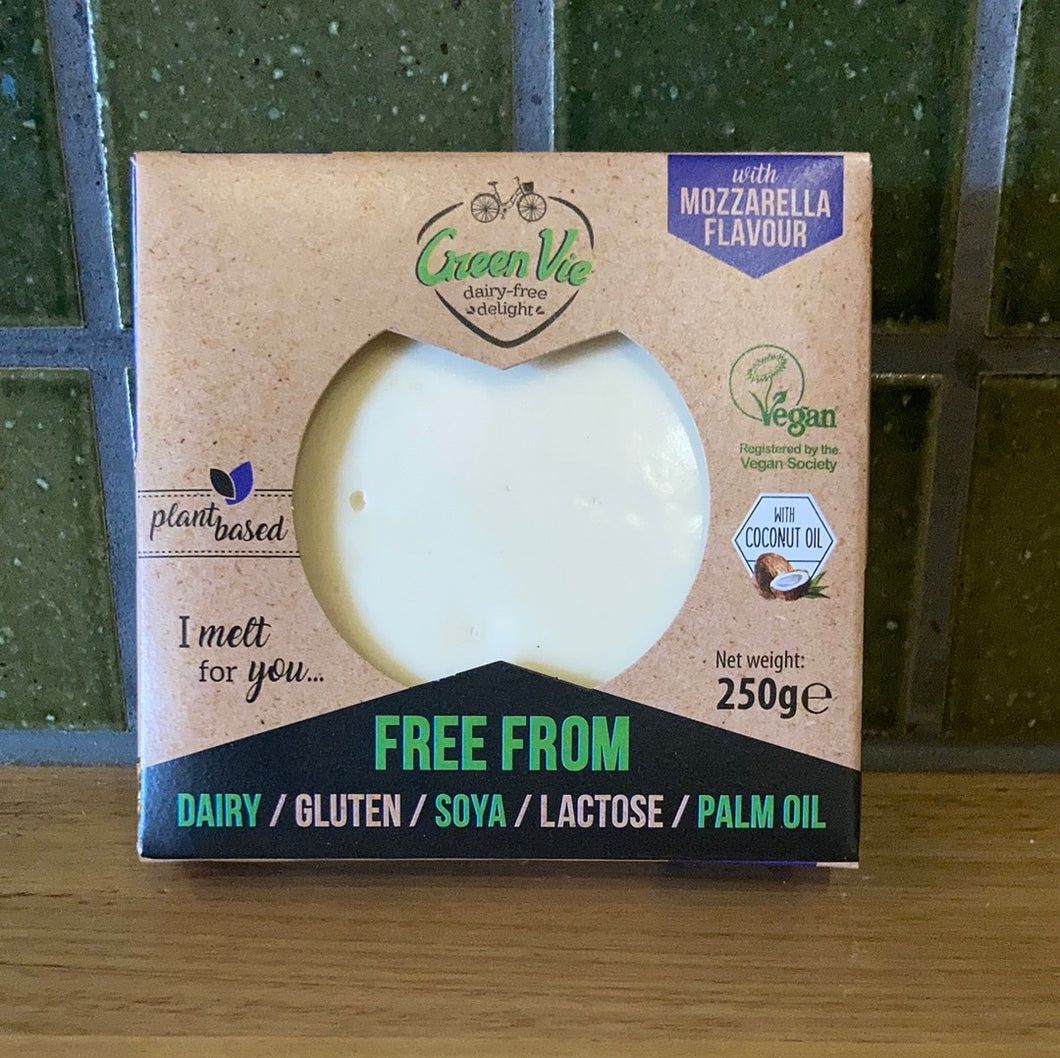 with
MOZZARELLA
FLAVOUR
Green Vie
dairy-free
delight
Vegan
Registered by the
Vegan Society
plant based
WITH
COCONUT OIL
I melt
for you...
Net weight:
250g℮
FREE FROM
DAIRY / GLUTEN / SOYA / LACTOSE / PALM OIL